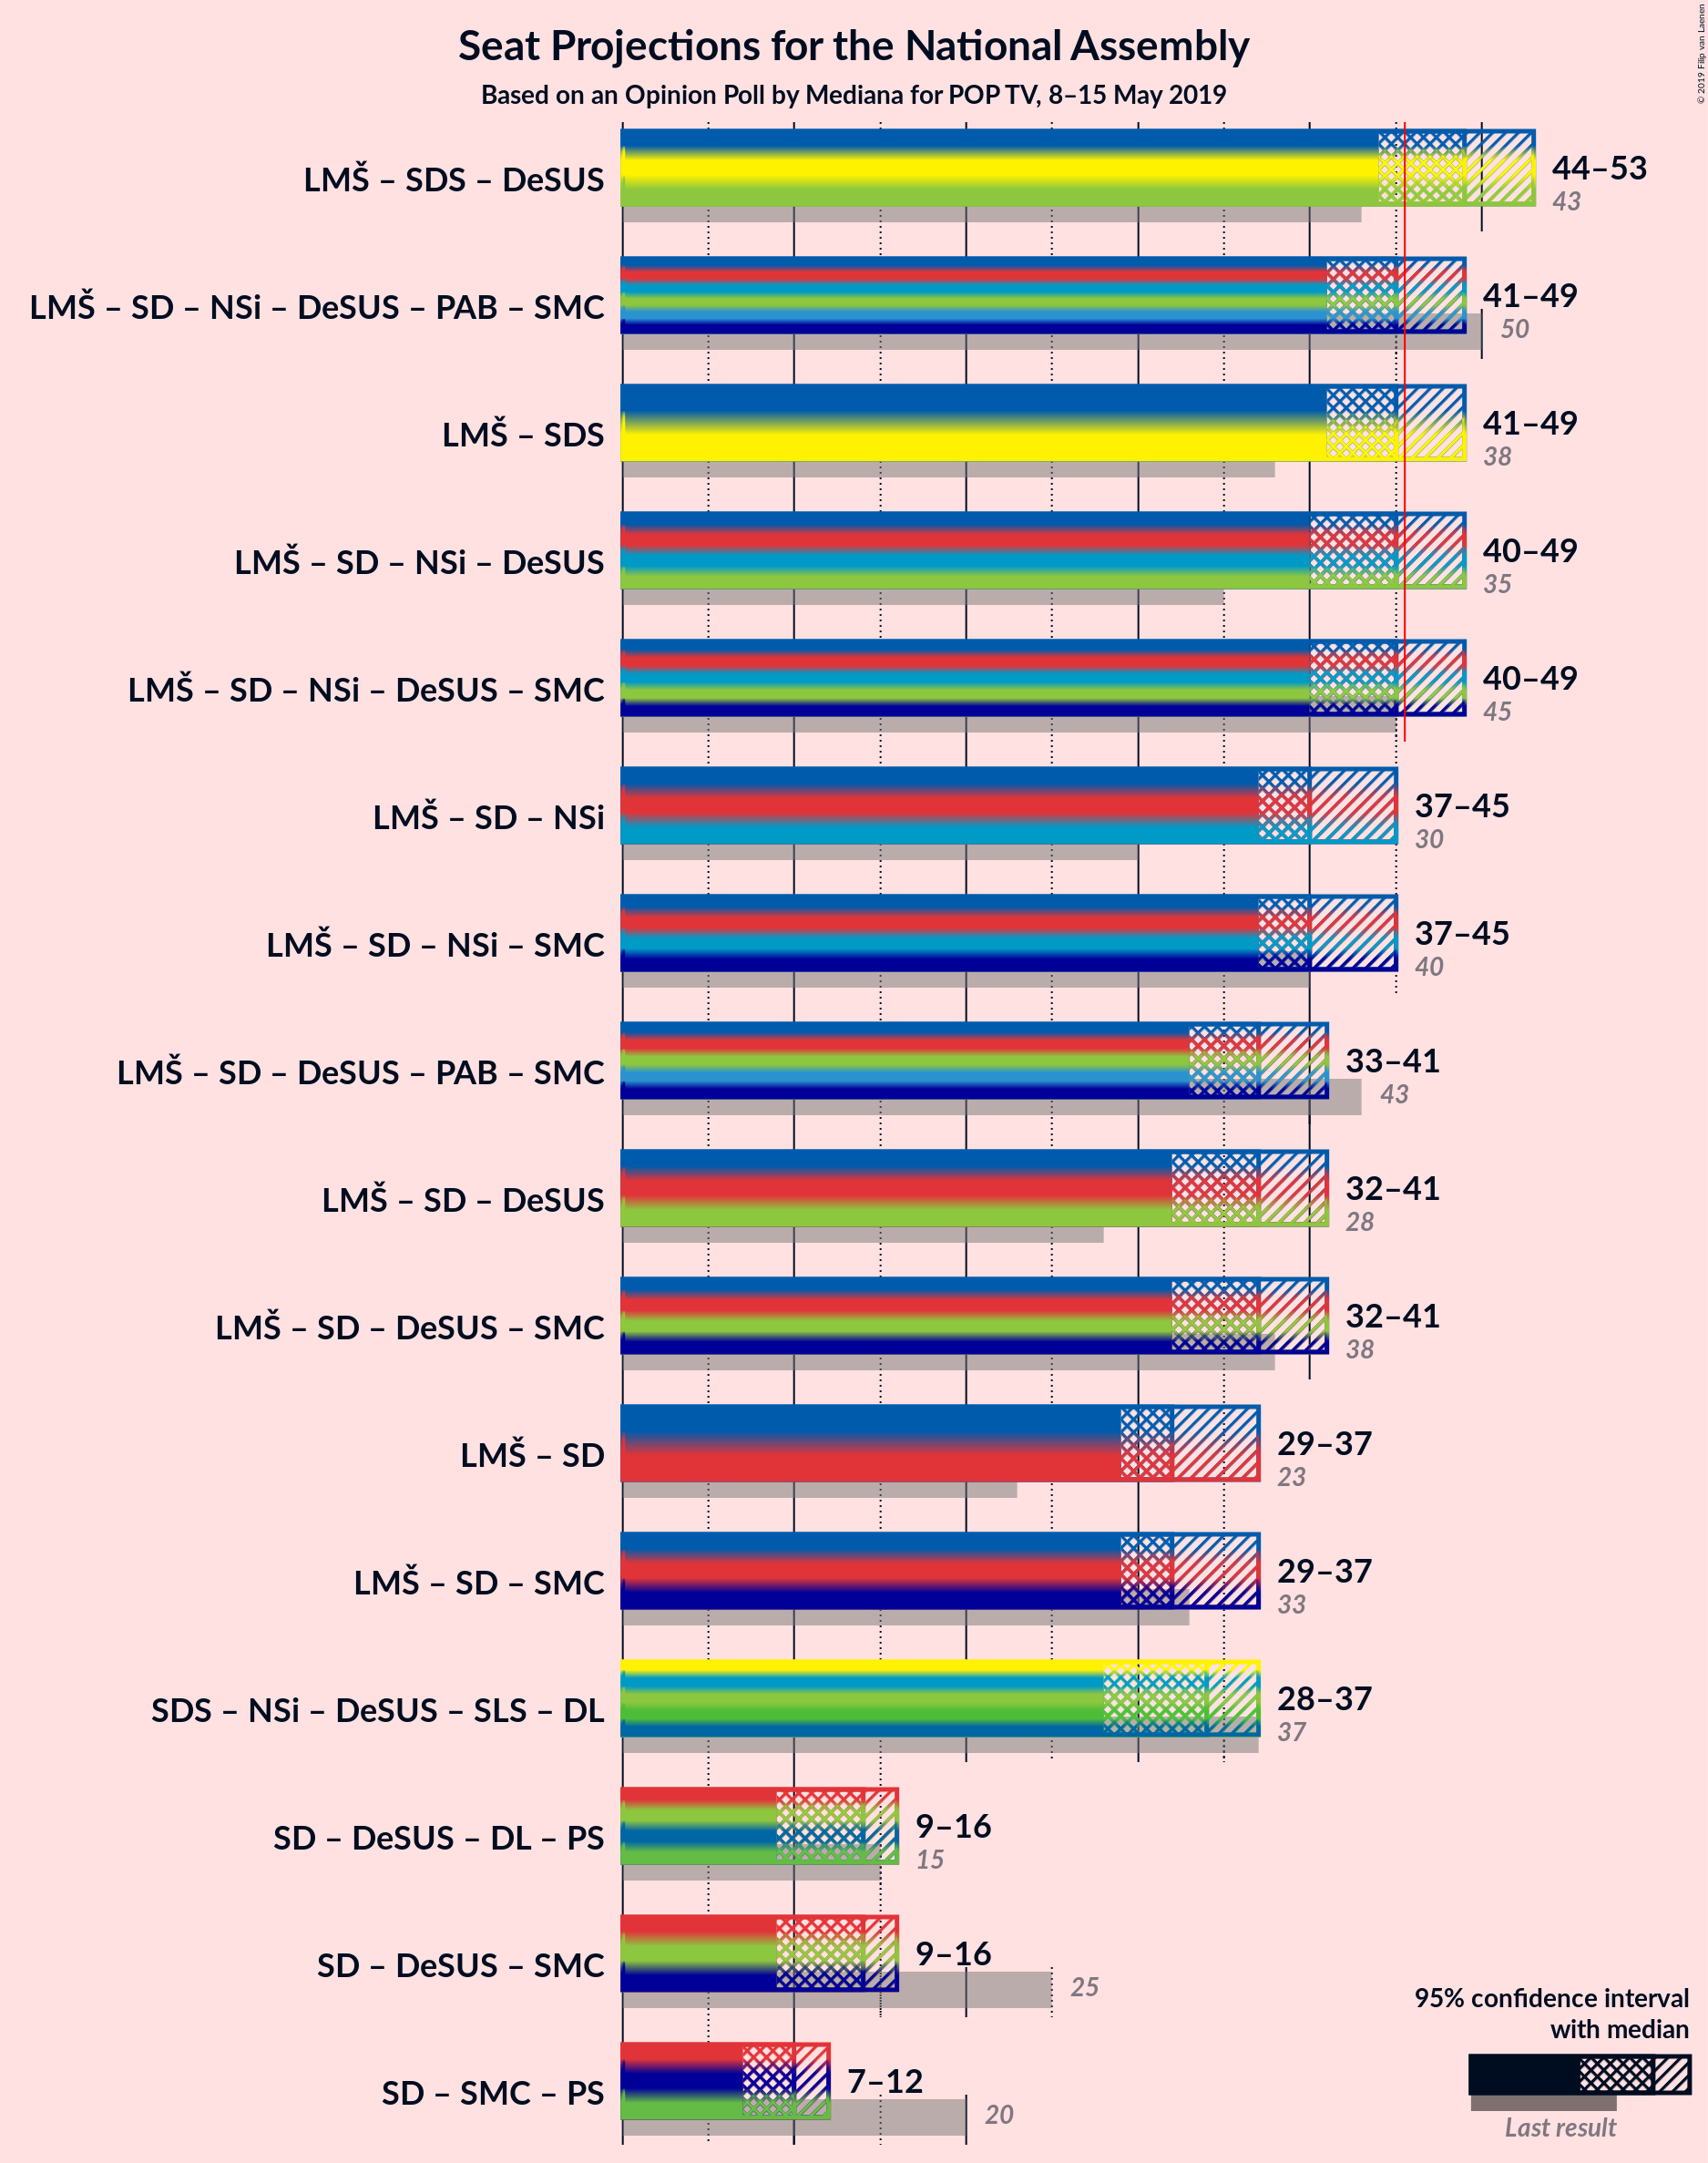 Seat Projections for the National Assembly
Based on an Opinion Poll by Mediana for POP TV, 8–15 May 2019
© 2019 Filip van Laenen
LMŠ – SDS – DeSUS
44–53
43
LMŠ – SD – NSi – DeSUS – PAB – SMC
41–49
50
LMŠ – SDS
41–49
38
LMŠ – SD – NSi – DeSUS
40–49
35
LMŠ – SD – NSi – DeSUS – SMC
40–49
45
LMŠ – SD – NSi
37–45
30
LMŠ – SD – NSi – SMC
37–45
40
LMŠ – SD – DeSUS – PAB – SMC
33–41
43
LMŠ – SD – DeSUS
32–41
28
LMŠ – SD – DeSUS – SMC
32–41
38
LMŠ – SD
29–37
23
LMŠ – SD – SMC
29–37
33
SDS – NSi – DeSUS – SLS – DL
28–37
37
SD – DeSUS – DL – PS
9–16
15
SD – DeSUS – SMC
9–16
25
SD – SMC – PS
7–12
20
95% confidence interval
with median
Last result